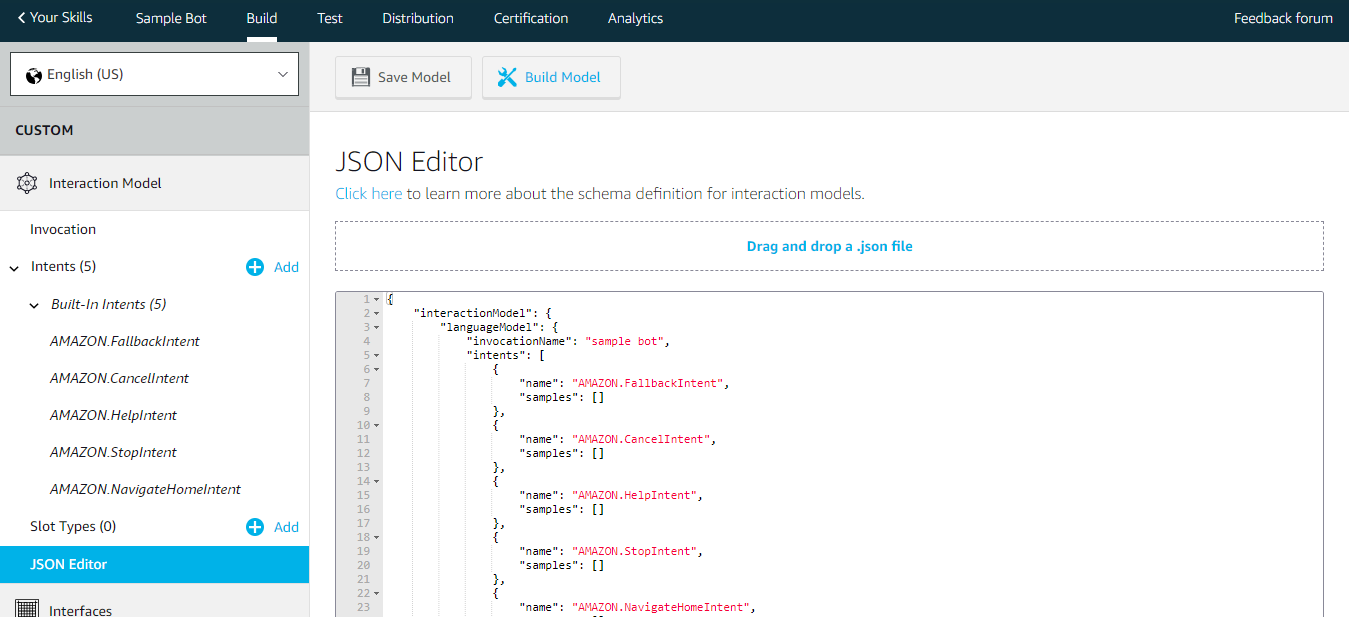 Your Skills Sample Bot Build Test Distribution Certification Analytics Feedback forum
English (US)
CUSTOM
Interaction Model
Invocation
Intents (5) Add
Built-In Intents (5)
AMAZON.FallbackIntent
AMAZON.CancelIntent
AMAZON.HelpIntent
AMAZON.StopIntent
AMAZON.NavigateHomeIntent
Slot Types (0) Add
JSON Editor
Interfaces
Save Model Build Model
JSON Editor
Click here to learn more about the schema definition for interaction models.
Drag and drop a .json file
1 {
2 "interactionModel": {
3 "languageModel": {
4 "invocationName": "sample bot",
5 "intents": [
6 {
7 "name": "AMAZON.FallbackIntent",
8 "samples": []
9 },
10 {
11 "name": "AMAZON.CancelIntent",
12 "samples": []
13 },
14 {
15 "name": "AMAZON.HelpIntent",
16 "samples": []
17 },
18 {
19 "name": "AMAZON.StopIntent",
20 "samples": []
21 },
22 {
23 "name": "AMAZON.NavigateHomeIntent",